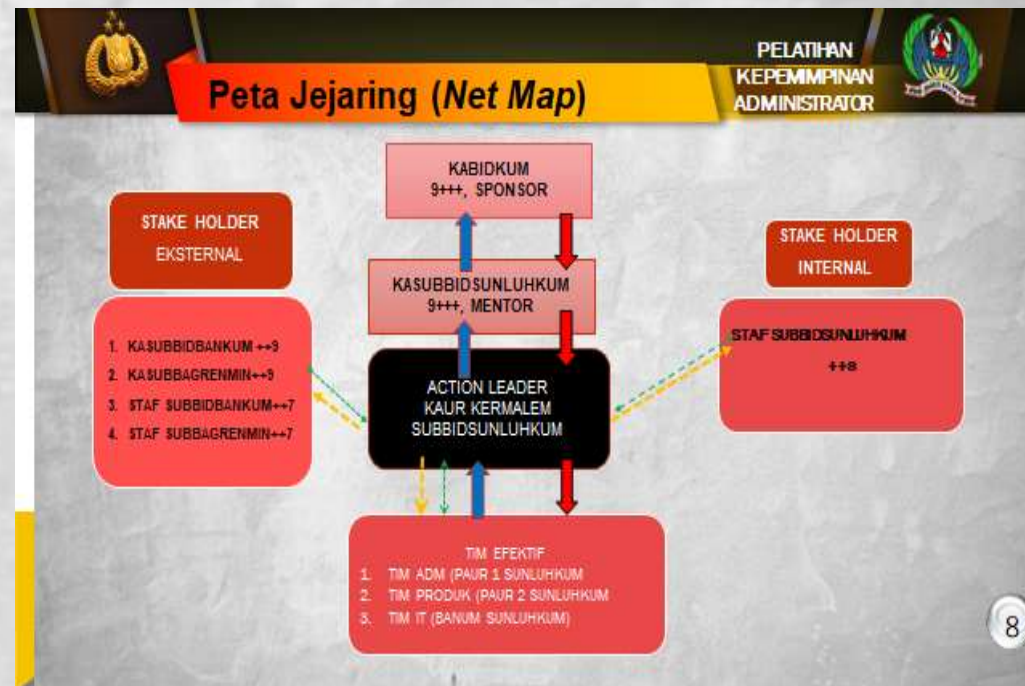 PELATIHAN
KEPEMIMPINAN
ADMINISTRATOR
Peta Jejaring (Net Map)
KABIDKUM
9+++, SPONSOR
STAKE HOLDER
EKSTERNAL
STAKE HOLDER
INTERNAL
KASUBBIDSUNLUHKUM
9+++, MENTOR
1. KASUBBIDBANKUM ++9
2. KASUBBAGRENMIN++9
3. STAF SUBBIDBANKUM++7
4. STAF SUBBAGRENMIN++7
STAF SUBBIDSUNLUHKUM
++8
ACTION LEADER
KAUR KERMALEM
SUBBIDSUNLUHKUM
TIM EFEKTIF
1. TIM ADM (PAUR 1 SUNLUHKUM
2. TIM PRODUK (PAUR 2 SUNLUHKUM
3. TIM IT (BANUM SUNLUHKUM)
8